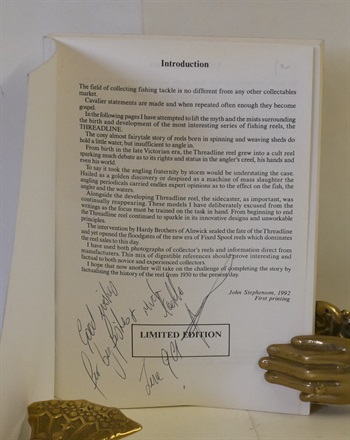 Introduction
The field of collecting fishing tackle is no different from any other collectables
market.
Cavalier statements are made and when repeated often enough they become
gospel.
In the following pages I have attempted to lift the myth and the mists surrounding
the birth and development of the most interesting series of fishing reels, the
THREADLINE.
The cosy almost fairytale story of reels born in spinning and weaving sheds do
hold a little water, but insufficient to angle in.
From birth in the late Victorian era, the Threadline reel grew into a cult reel
sparking much debate as to its rights and status in the angler's creel, his hands and
even his world.
To say it took the angling fraternity by storm would be understating the case.
Hailed as a golden discovery or despised as a machine of mass slaughter the
angling periodicals carried endless expert opinions as to the effect on the fish, the
angler and the waters.
Alongside the developing Threadline reel, the sidecaster, as important, was
continually reappearing. These models I have deliberately excluded from the
writings as the focus must be trained on the task in hand. From beginning to end
the Threadline reel continued to sparkle in its innovative designs and unworkable
principles.
The intervention by Hardy Brothers of Alnwick sealed the fate of the Threadline
and yet opened the floodgates of the new era of Fixed Spool reels which dominates
the reel sales to this day.
I have used both photographs of collector's reels and information direct from
manufacturers. This mix of digestible references should prove interesting and
factual to both novice and experienced collectors.
I hope that now another will take on the challenge of completing the story by
factualising the history of the reel from 1950 to the present day.
John Stephenson, 1992
First printing
LIMITED EDITION
Good